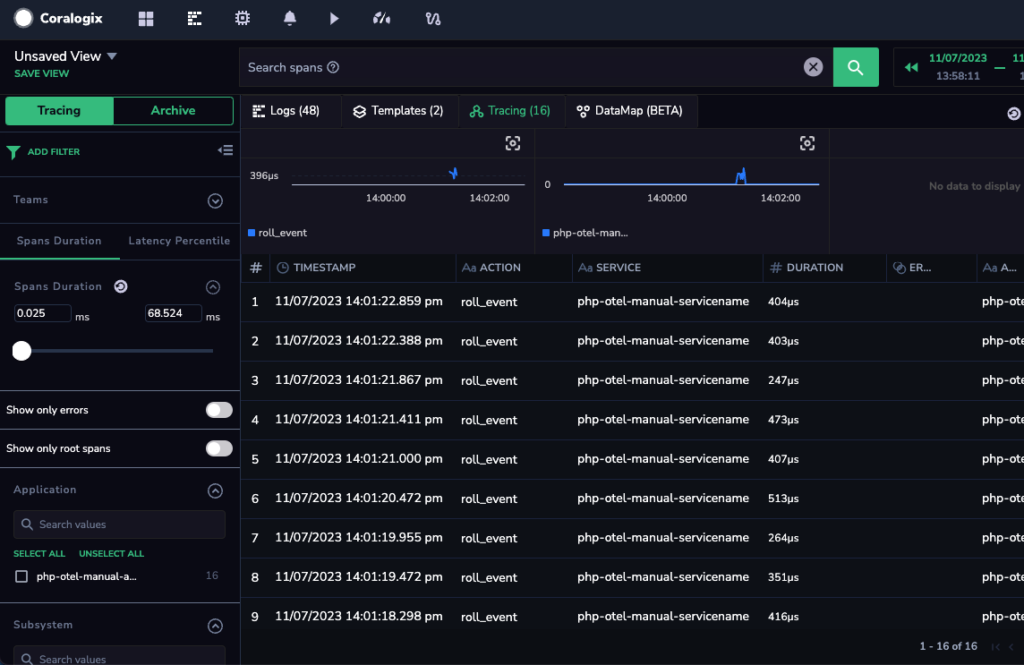 Coralogix
Unsaved View
SAVE VIEW
Search spans
11/07/2023
13:58:11
Tracing
Archive
Logs (48)
Templates (2)
Tracing (16)
DataMap (BETA)
ADD FILTER
Teams
Spans Duration
Latency Percentile
Spans Duration
0.025 ms
68.524 ms
Show only errors
Show only root spans
Application
Search values
SELECT ALL UNSELECT ALL
php-otel-manual-a... 16
Subsystem
Search values
396µs
14:00:00 14:02:00
roll_event
0
14:00:00 14:02:00
php-otel-man...
No data to display
# TIMESTAMP Aa ACTION Aa SERVICE # DURATION ER... Aa A...
1 11/07/2023 14:01:22.859 pm roll_event php-otel-manual-servicename 404µs php-ote
2 11/07/2023 14:01:22.388 pm roll_event php-otel-manual-servicename 403µs php-ote
3 11/07/2023 14:01:21.867 pm roll_event php-otel-manual-servicename 247µs php-ote
4 11/07/2023 14:01:21.411 pm roll_event php-otel-manual-servicename 473µs php-ote
5 11/07/2023 14:01:21.000 pm roll_event php-otel-manual-servicename 407µs php-ote
6 11/07/2023 14:01:20.472 pm roll_event php-otel-manual-servicename 513µs php-ote
7 11/07/2023 14:01:19.955 pm roll_event php-otel-manual-servicename 264µs php-ote
8 11/07/2023 14:01:19.472 pm roll_event php-otel-manual-servicename 351µs php-ote
9 11/07/2023 14:01:18.298 pm roll_event php-otel-manual-servicename 416µs php-ote
1 - 16 of 16